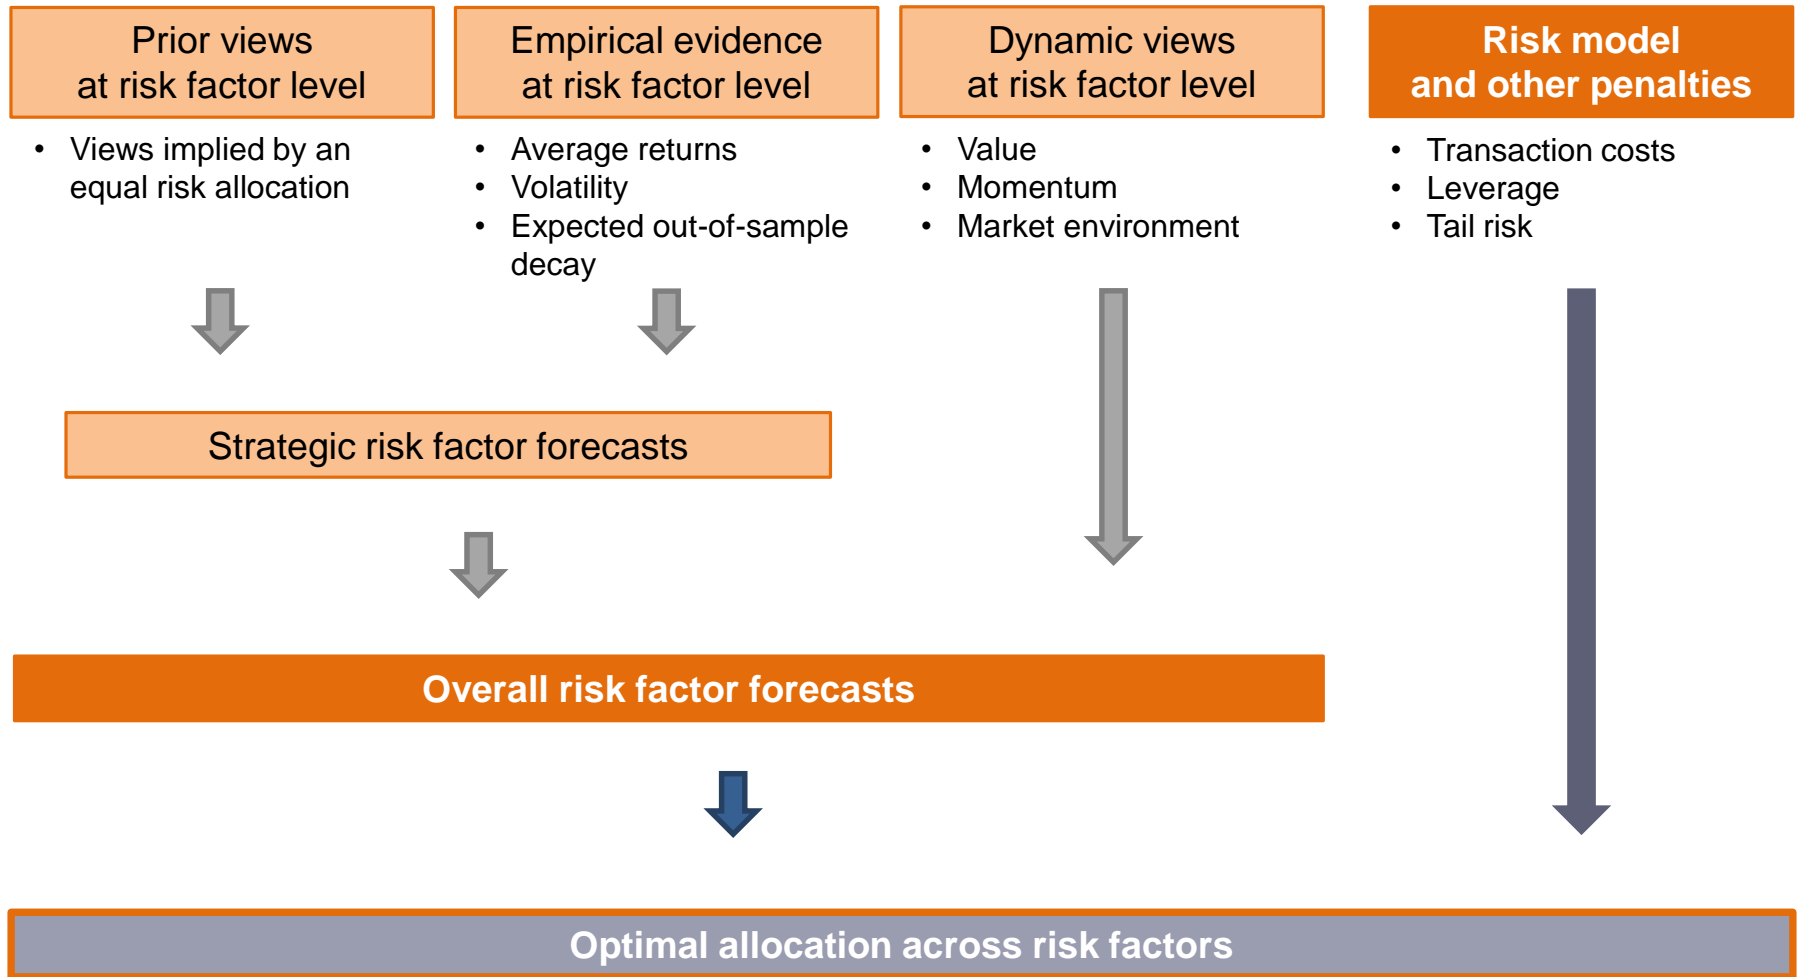 Prior views
at risk factor level
• Views implied by an
equal risk allocation
Empirical evidence
at risk factor level
• Average returns
• Volatility
• Expected out-of-sample
decay
Dynamic views
at risk factor level
• Value
• Momentum
• Market environment
Risk model
and other penalties
• Transaction costs
• Leverage
• Tail risk
Strategic risk factor forecasts
Overall risk factor forecasts
Optimal allocation across risk factors